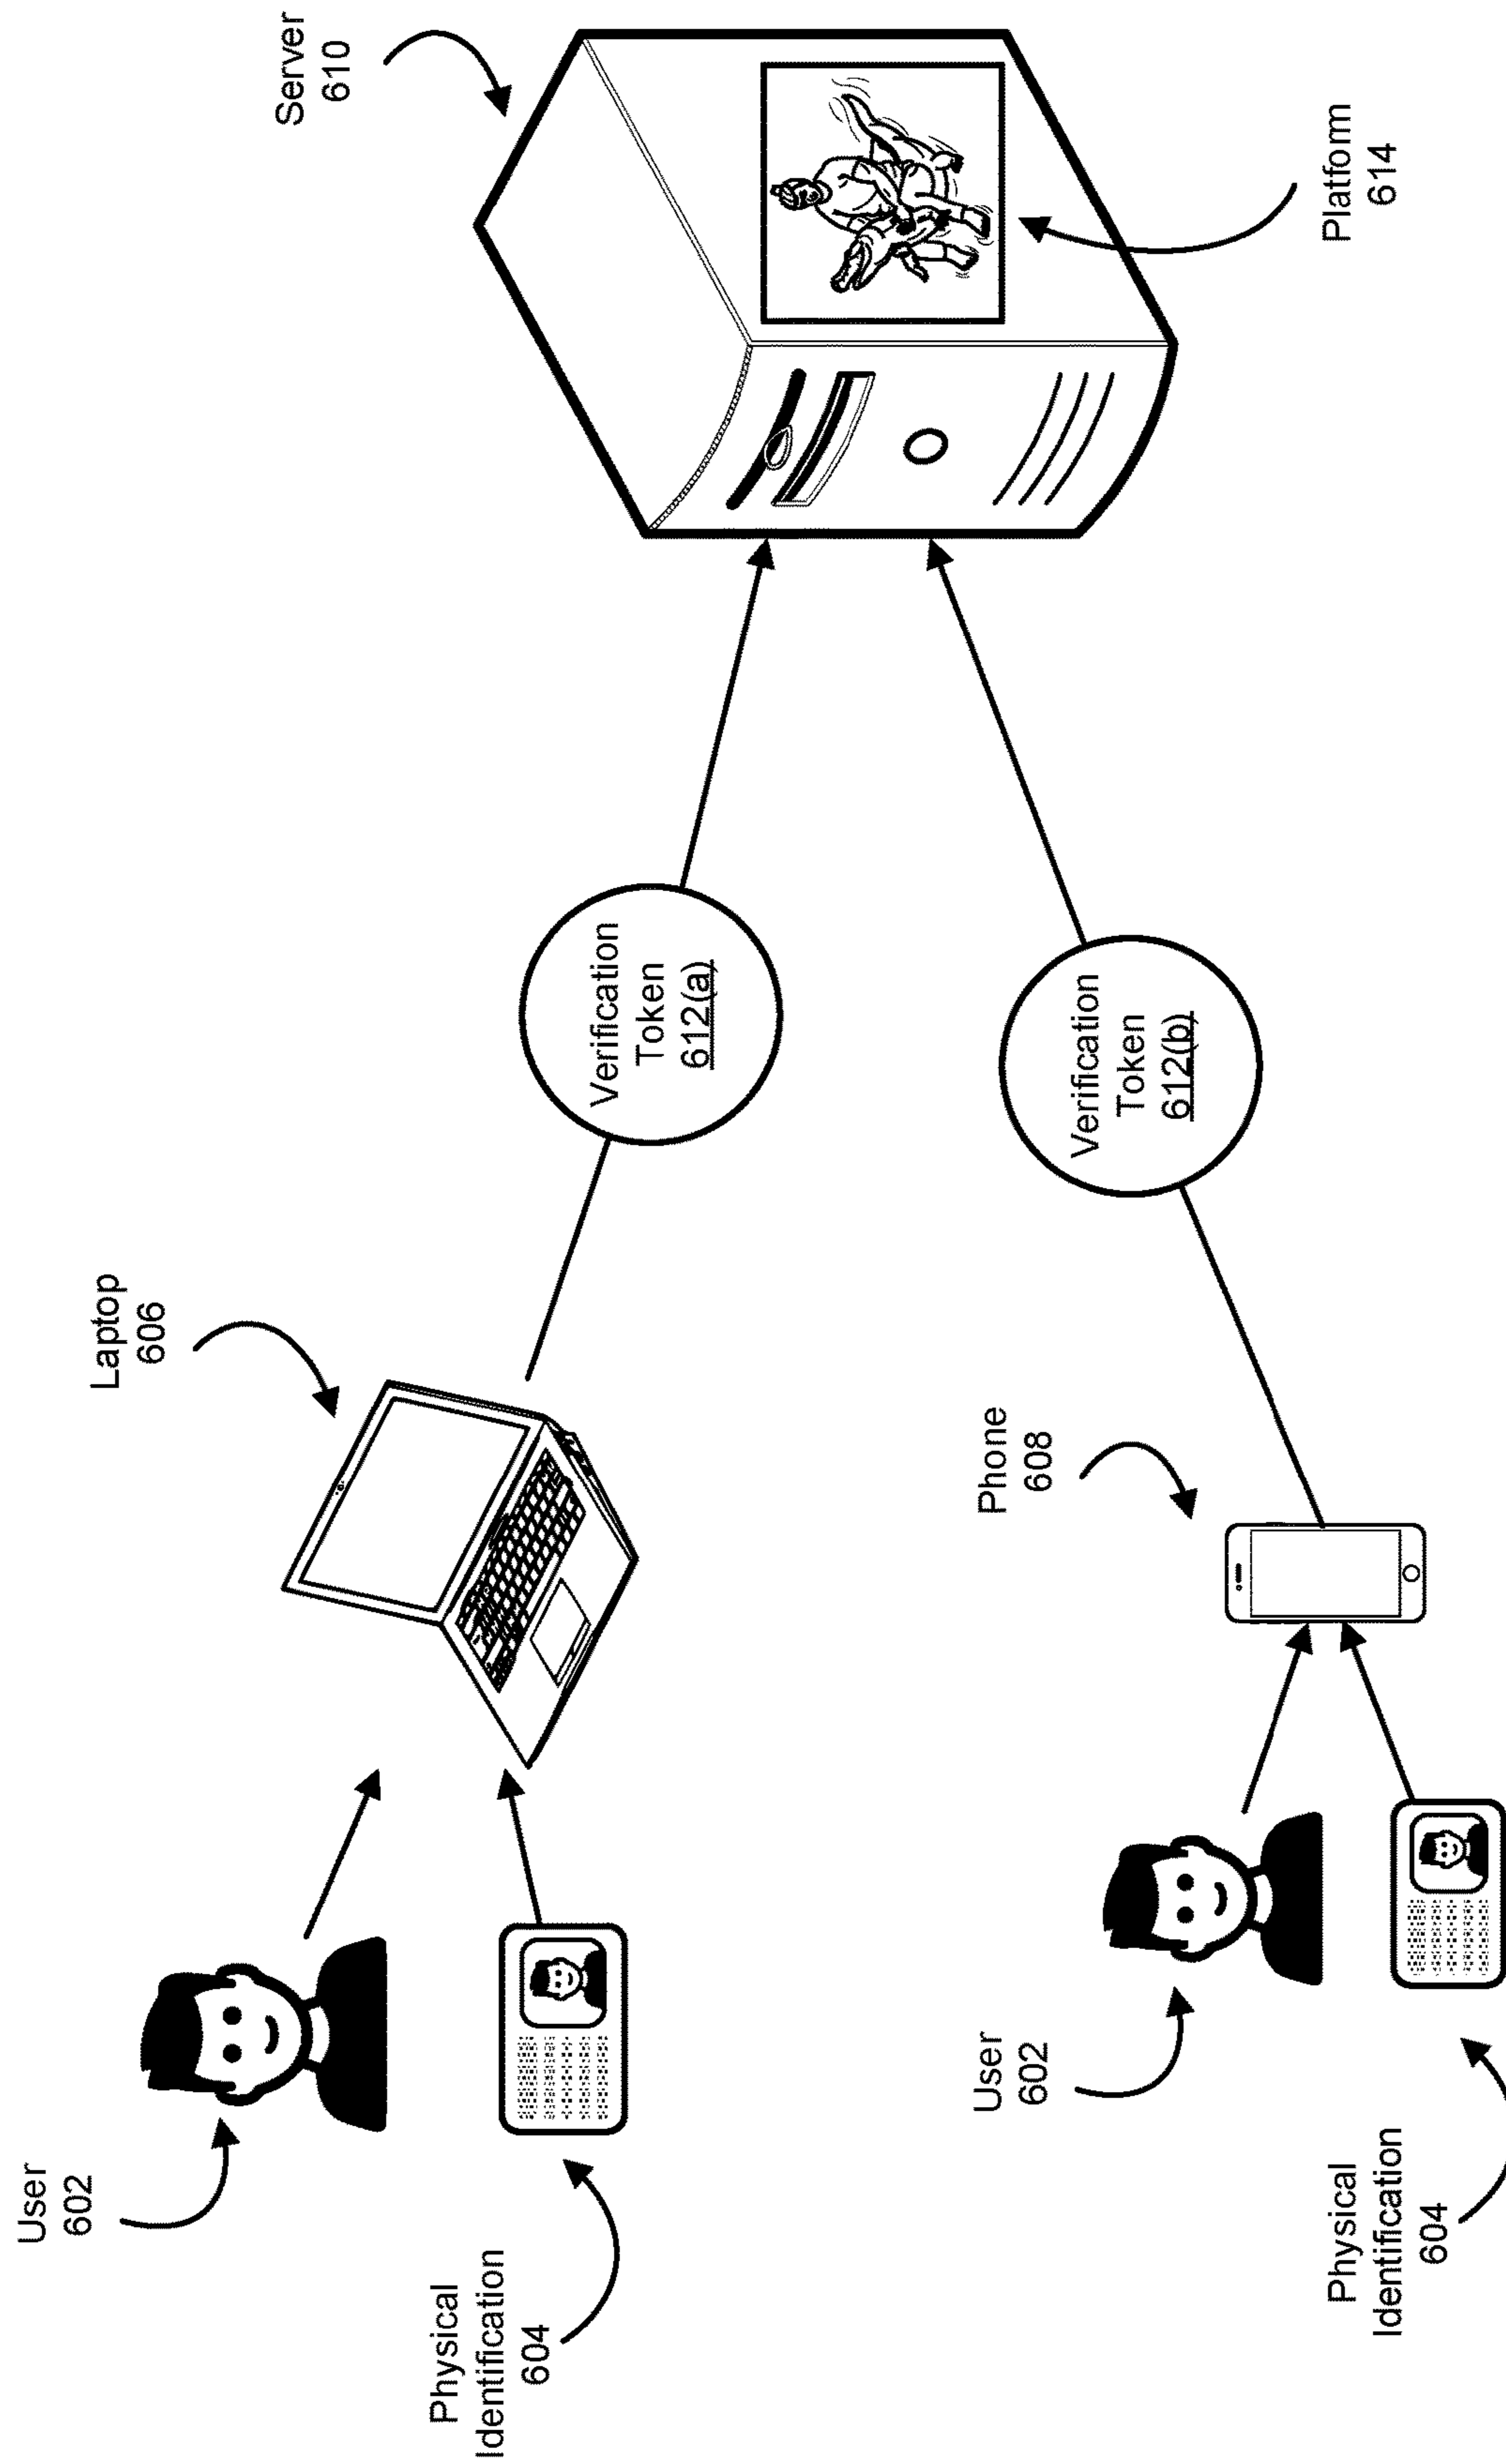 User
602
Physical
Identification
604
Laptop
606
Verification
Token
612(a)
Server
610
User
602
Physical
Identification
604
Phone
608
Verification
Token
612(b)
Platform
614